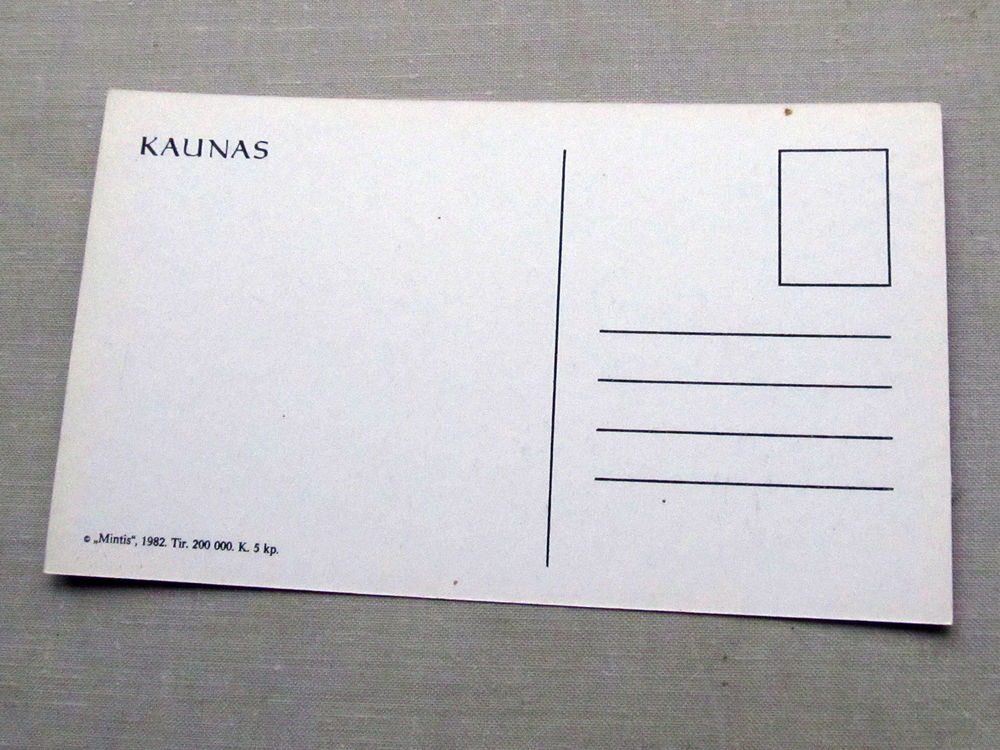 KAUNAS
© „Mintis“, 1982. Tir. 200 000. K. 5 kp.